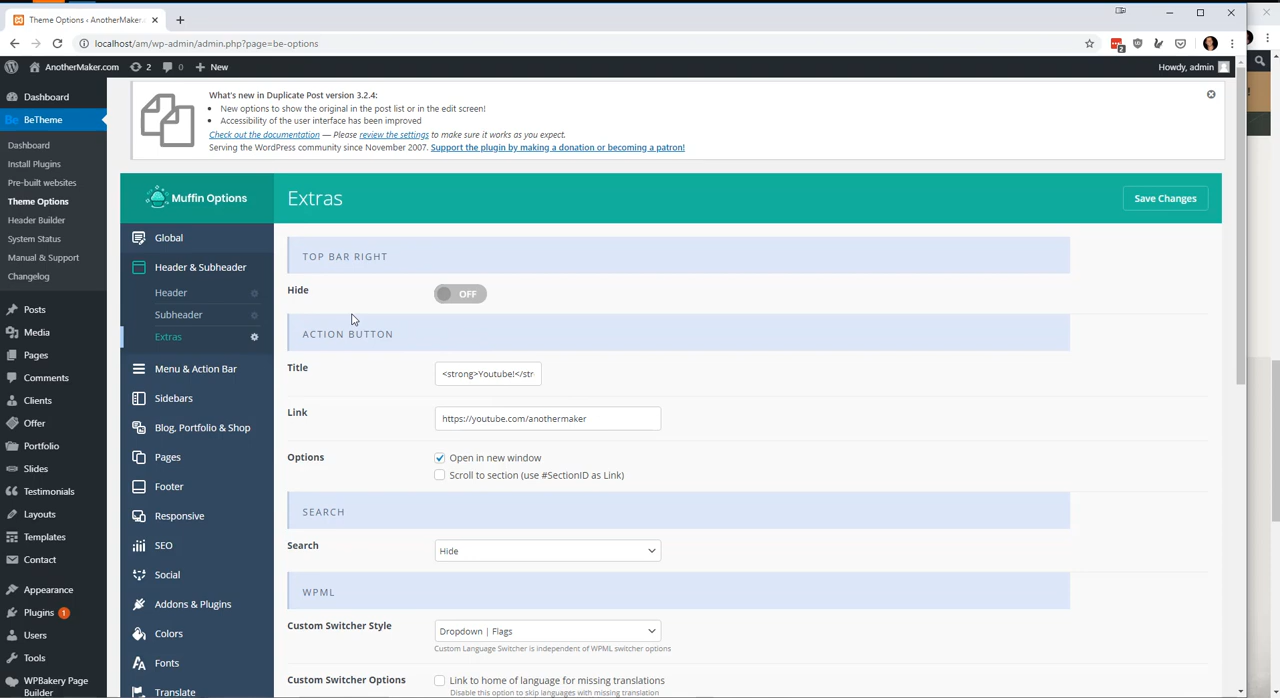 Theme Options ‹ AnotherMaker.
localhost/am/wp-admin/admin.php?page=be-options
2
AnotherMaker.com 2 0 New
Howdy, admin
Dashboard
BeTheme
Dashboard
Install Plugins
Pre-built websites
Theme Options
Header Builder
System Status
Manual & Support
Changelog
Posts
Media
Pages
Comments
Clients
Offer
Portfolio
Slides
Testimonials
Layouts
Templates
Contact
Appearance
Plugins 1
Users
Tools
WPBakery Page
Builder
What's new in Duplicate Post version 3.2.4:
New options to show the original in the post list or in the edit screen!
Accessibility of the user interface has been improved
Check out the documentation — Please review the settings to make sure it works as you expect.
Serving the WordPress community since November 2007. Support the plugin by making a donation or becoming a patron!
Muffin Options
Global
Header & Subheader
Header
Subheader
Extras
Menu & Action Bar
Sidebars
Blog, Portfolio & Shop
Pages
Footer
Responsive
SEO
Social
Addons & Plugins
Colors
Fonts
Translate
Extras
Save Changes
TOP BAR RIGHT
Hide OFF
ACTION BUTTON
Title <strong>Youtube!</str
Link https://youtube.com/anothermaker
Options Open in new window
Scroll to section (use #SectionID as Link)
SEARCH
Search Hide
WPML
Custom Switcher Style Dropdown | Flags
Custom Language Switcher is independent of WPML switcher options
Custom Switcher Options Link to home of language for missing translations
Disable this option to skip languages with missing translation